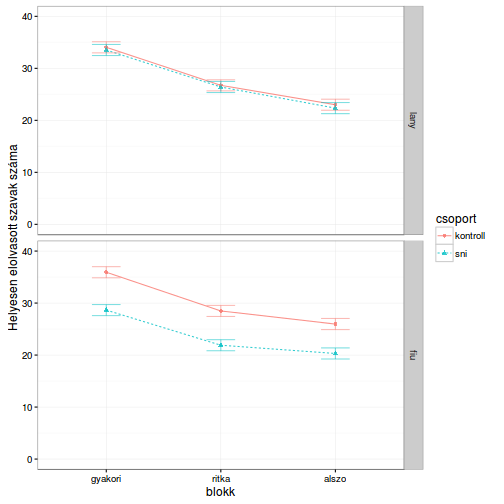 Helyesen elolvasott szavak száma
40
30
20
10
0
lany
40
30
20
10
0
fiu
gyakori
ritka
alszo
blokk
csoport
kontroll
sni